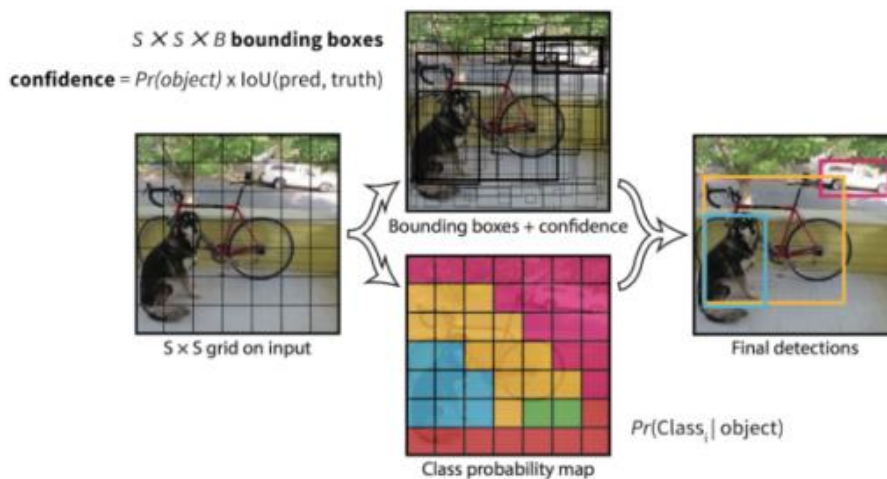 S × S × B bounding boxes
confidence = Pr(object) x IoU(pred, truth)
Bounding boxes + confidence
S × S grid on input
Final detections
Pr(Classᵢ| object)
Class probability map